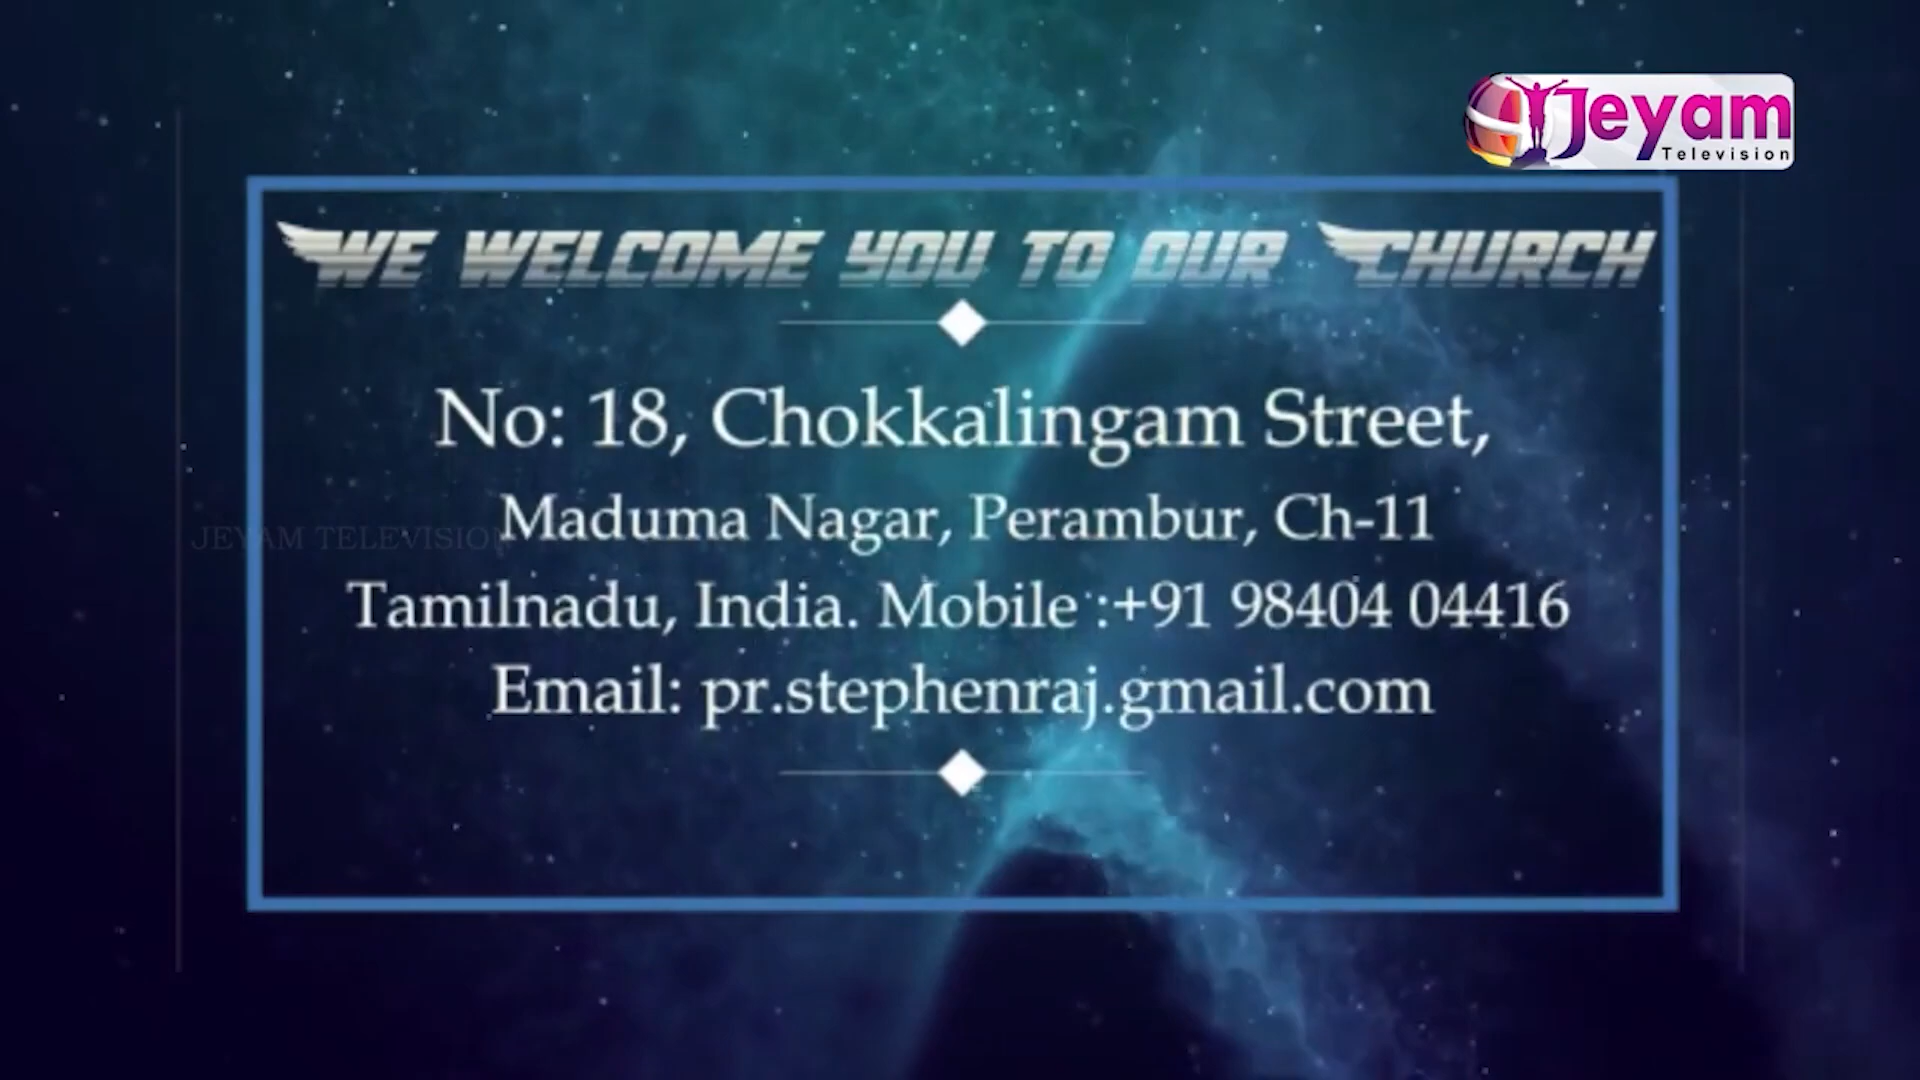 Jeyam
Television
WE WELCOME YOU TO OUR CHURCH
No: 18, Chokkalingam Street,
Maduma Nagar, Perambur, Ch-11
JEYAM TELEVISION
Tamilnadu, India. Mobile :+91 98404 04416
Email: pr.stephenraj.gmail.com